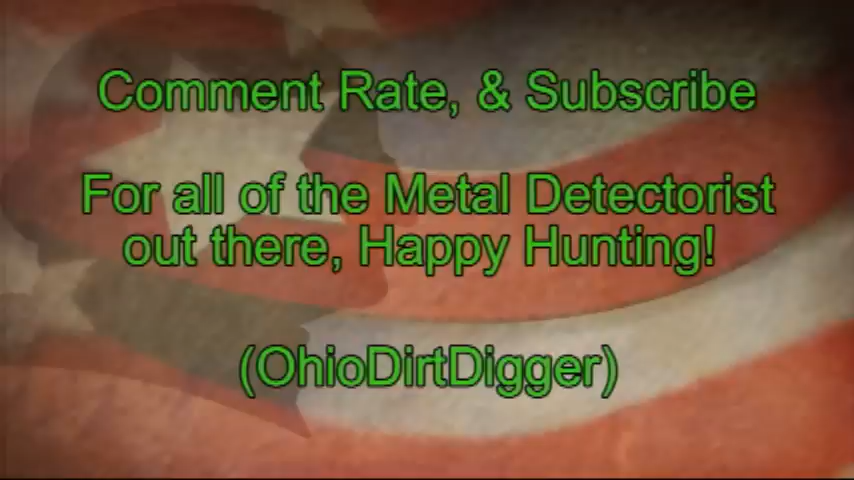 Comment Rate, & Subscribe
For all of the Metal Detectorist
out there, Happy Hunting!
(OhioDirtDigger)